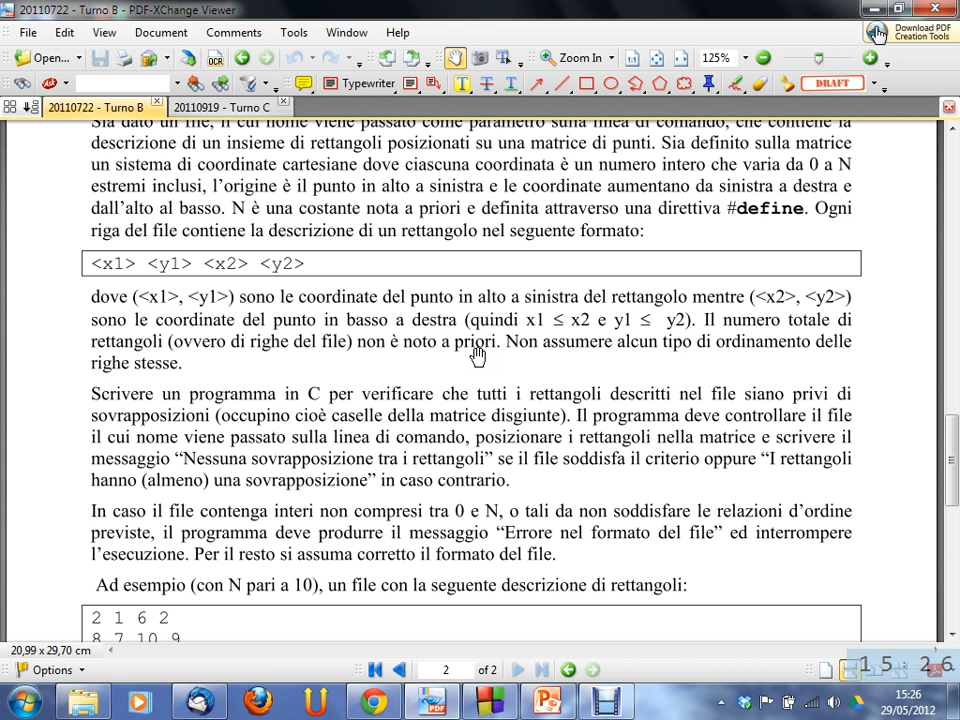 20110722 - Turno B - PDF-XChange Viewer
File Edit View Document Comments Tools Window Help
Download PDF
Creation Tools
Open...
OCR
Zoom In
125%
Typewriter
DRAFT
20110722 - Turno B
20110919 - Turno C
Sia dato un file, il cui nome viene passato come parametro sulla linea di comando, che contiene la
descrizione di un insieme di rettangoli posizionati su una matrice di punti. Sia definito sulla matrice
un sistema di coordinate cartesiane dove ciascuna coordinata è un numero intero che varia da 0 a N
estremi inclusi, l'origine è il punto in alto a sinistra e le coordinate aumentano da sinistra a destra e
dall'alto al basso. N è una costante nota a priori e definita attraverso una direttiva #define. Ogni
riga del file contiene la descrizione di un rettangolo nel seguente formato:
<x1> <y1> <x2> <y2>
dove (<x1>, <y1>) sono le coordinate del punto in alto a sinistra del rettangolo mentre (<x2>, <y2>)
sono le coordinate del punto in basso a destra (quindi x1 ≤ x2 e y1 ≤ y2). Il numero totale di
rettangoli (ovvero di righe del file) non è noto a priori. Non assumere alcun tipo di ordinamento delle
righe stesse.
Scrivere un programma in C per verificare che tutti i rettangoli descritti nel file siano privi di
sovrapposizioni (occupino cioè caselle della matrice disgiunte). Il programma deve controllare il file
il cui nome viene passato sulla linea di comando, posizionare i rettangoli nella matrice e scrivere il
messaggio “Nessuna sovrapposizione tra i rettangoli” se il file soddisfa il criterio oppure “I rettangoli
hanno (almeno) una sovrapposizione” in caso contrario.
In caso il file contenga interi non compresi tra 0 e N, o tali da non soddisfare le relazioni d'ordine
previste, il programma deve produrre il messaggio “Errore nel formato del file” ed interrompere
l'esecuzione. Per il resto si assuma corretto il formato del file.
Ad esempio (con N pari a 10), un file con la seguente descrizione di rettangoli:
2 1 6 2
8 7 10 9
20,99 x 29,70 cm
Options
2 of 2
15:26
15:26
29/05/2012